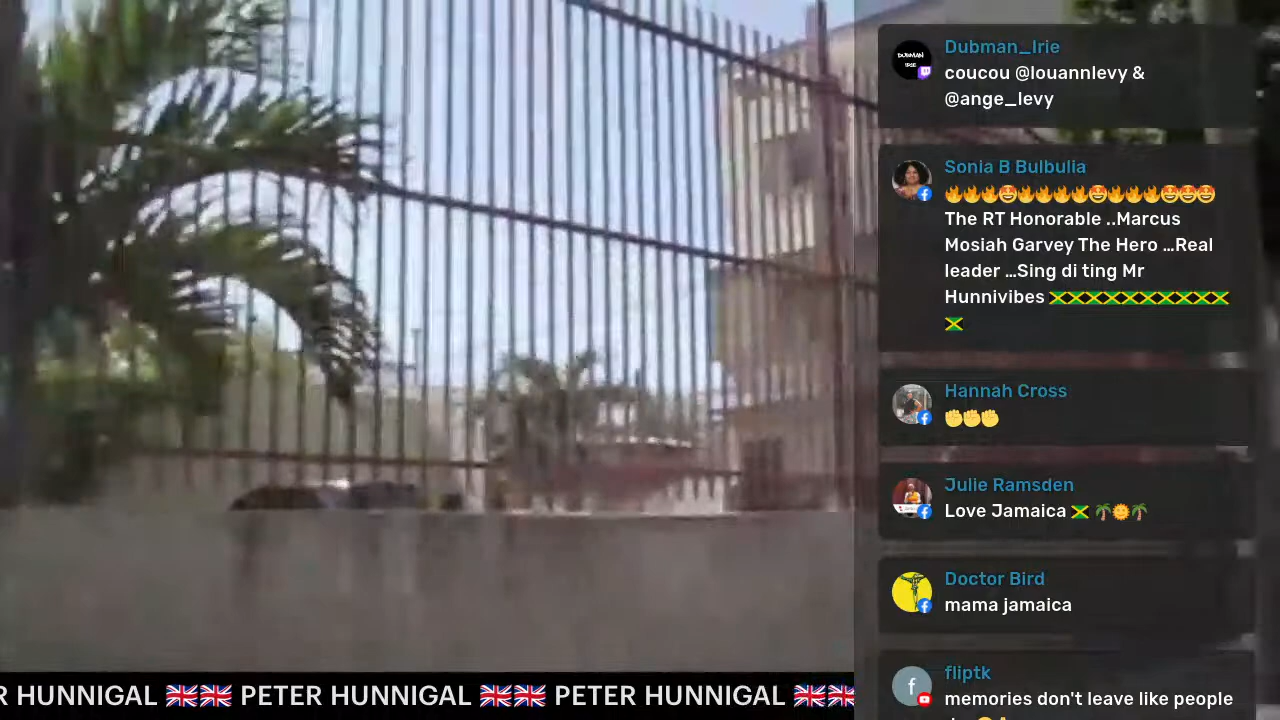 Dubman_Irie
coucou @louannlevy &
@ange_levy
Sonia B Bulbulia
🔥🔥🔥🤩🔥🔥🔥🔥🤩🔥🔥🔥🤩🤩🤩
The RT Honorable ..Marcus
Mosiah Garvey The Hero ...Real
leader ...Sing di ting Mr
Hunnivibes 🇯🇲🇯🇲🇯🇲🇯🇲🇯🇲🇯🇲🇯🇲🇯🇲🇯🇲
🇯🇲
Hannah Cross
✊✊✊
Julie Ramsden
Love Jamaica 🇯🇲 🌴🌞🌴
Doctor Bird
mama jamaica
fliptk
memories don't leave like people
R HUNNIGAL 🇬🇧🇬🇧 PETER HUNNIGAL 🇬🇧🇬🇧 PETER HUNNIGAL 🇬🇧🇬🇧